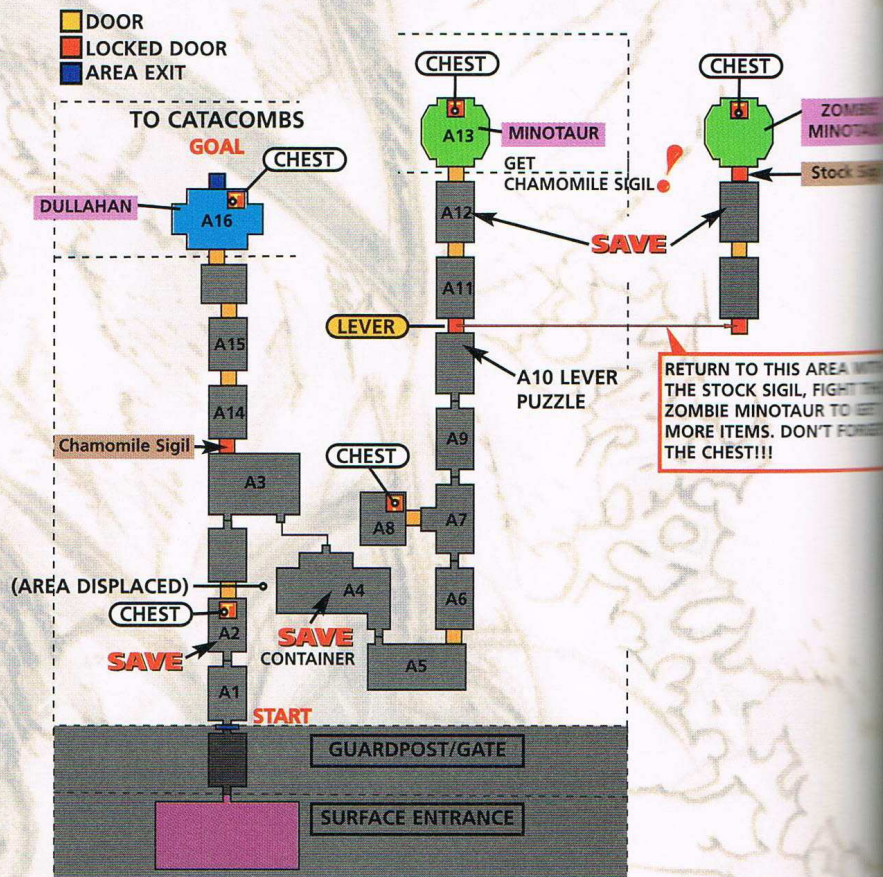 DOOR
LOCKED DOOR
AREA EXIT
TO CATACOMBS
GOAL
CHEST
DULLAHAN
A16
A15
A14
Chamomile Sigil
A3
(AREA DISPLACED)
CHEST
A2
SAVE
A1
START
GUARDPOST/GATE
SURFACE ENTRANCE
A4
SAVE
CONTAINER
A5
A6
A7
CHEST
A8
A9
A10 LEVER
PUZZLE
LEVER
A11
A12
SAVE
GET
CHAMOMILE SIGIL
!
A13
MINOTAUR
CHEST
CHEST
ZOMBIE
Stock
RETURN TO THIS AREA
THE STOCK SIGIL, FIGHT
ZOMBIE MINOTAUR TO
MORE ITEMS. DON'T
THE CHEST!!!